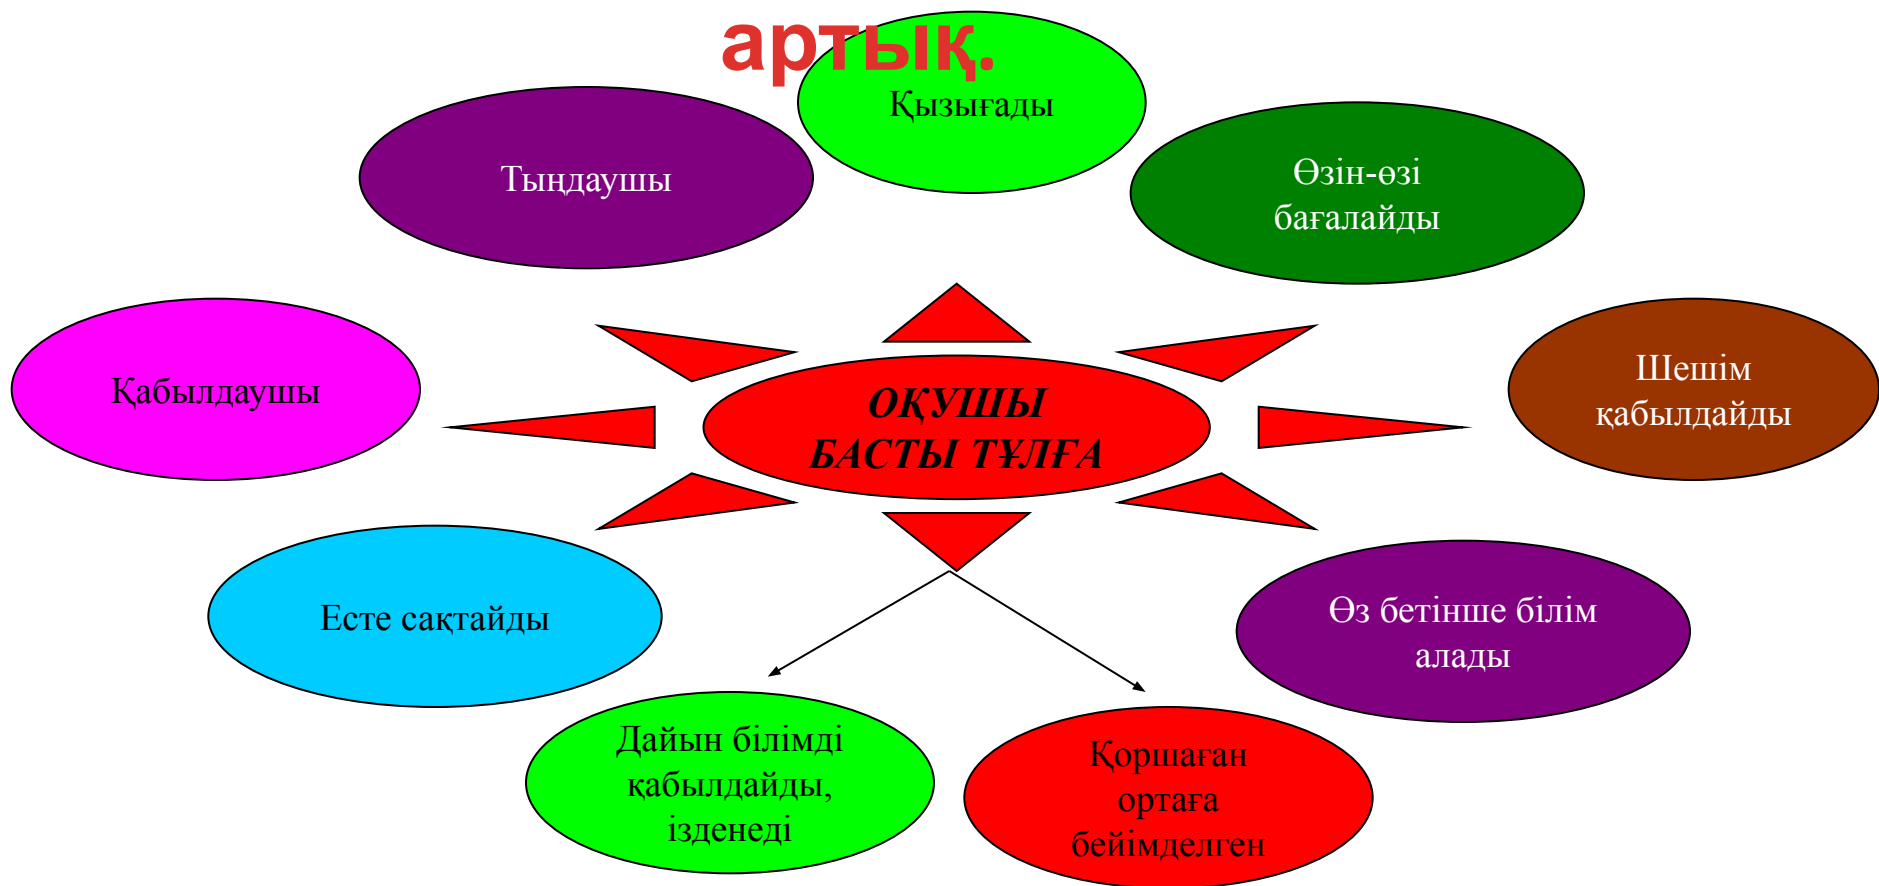 артық.
Қызығады
Тыңдаушы
Өзін-өзі
бағалайды
Қабылдаушы
Шешім
қабылдайды
ОҚУШЫ
БАСТЫ ТҰЛҒА
Есте сақтайды
Өз бетінше білім
алады
Дайын білімді
қабылдайды,
ізденеді
Қоршаған
ортаға
бейімделген